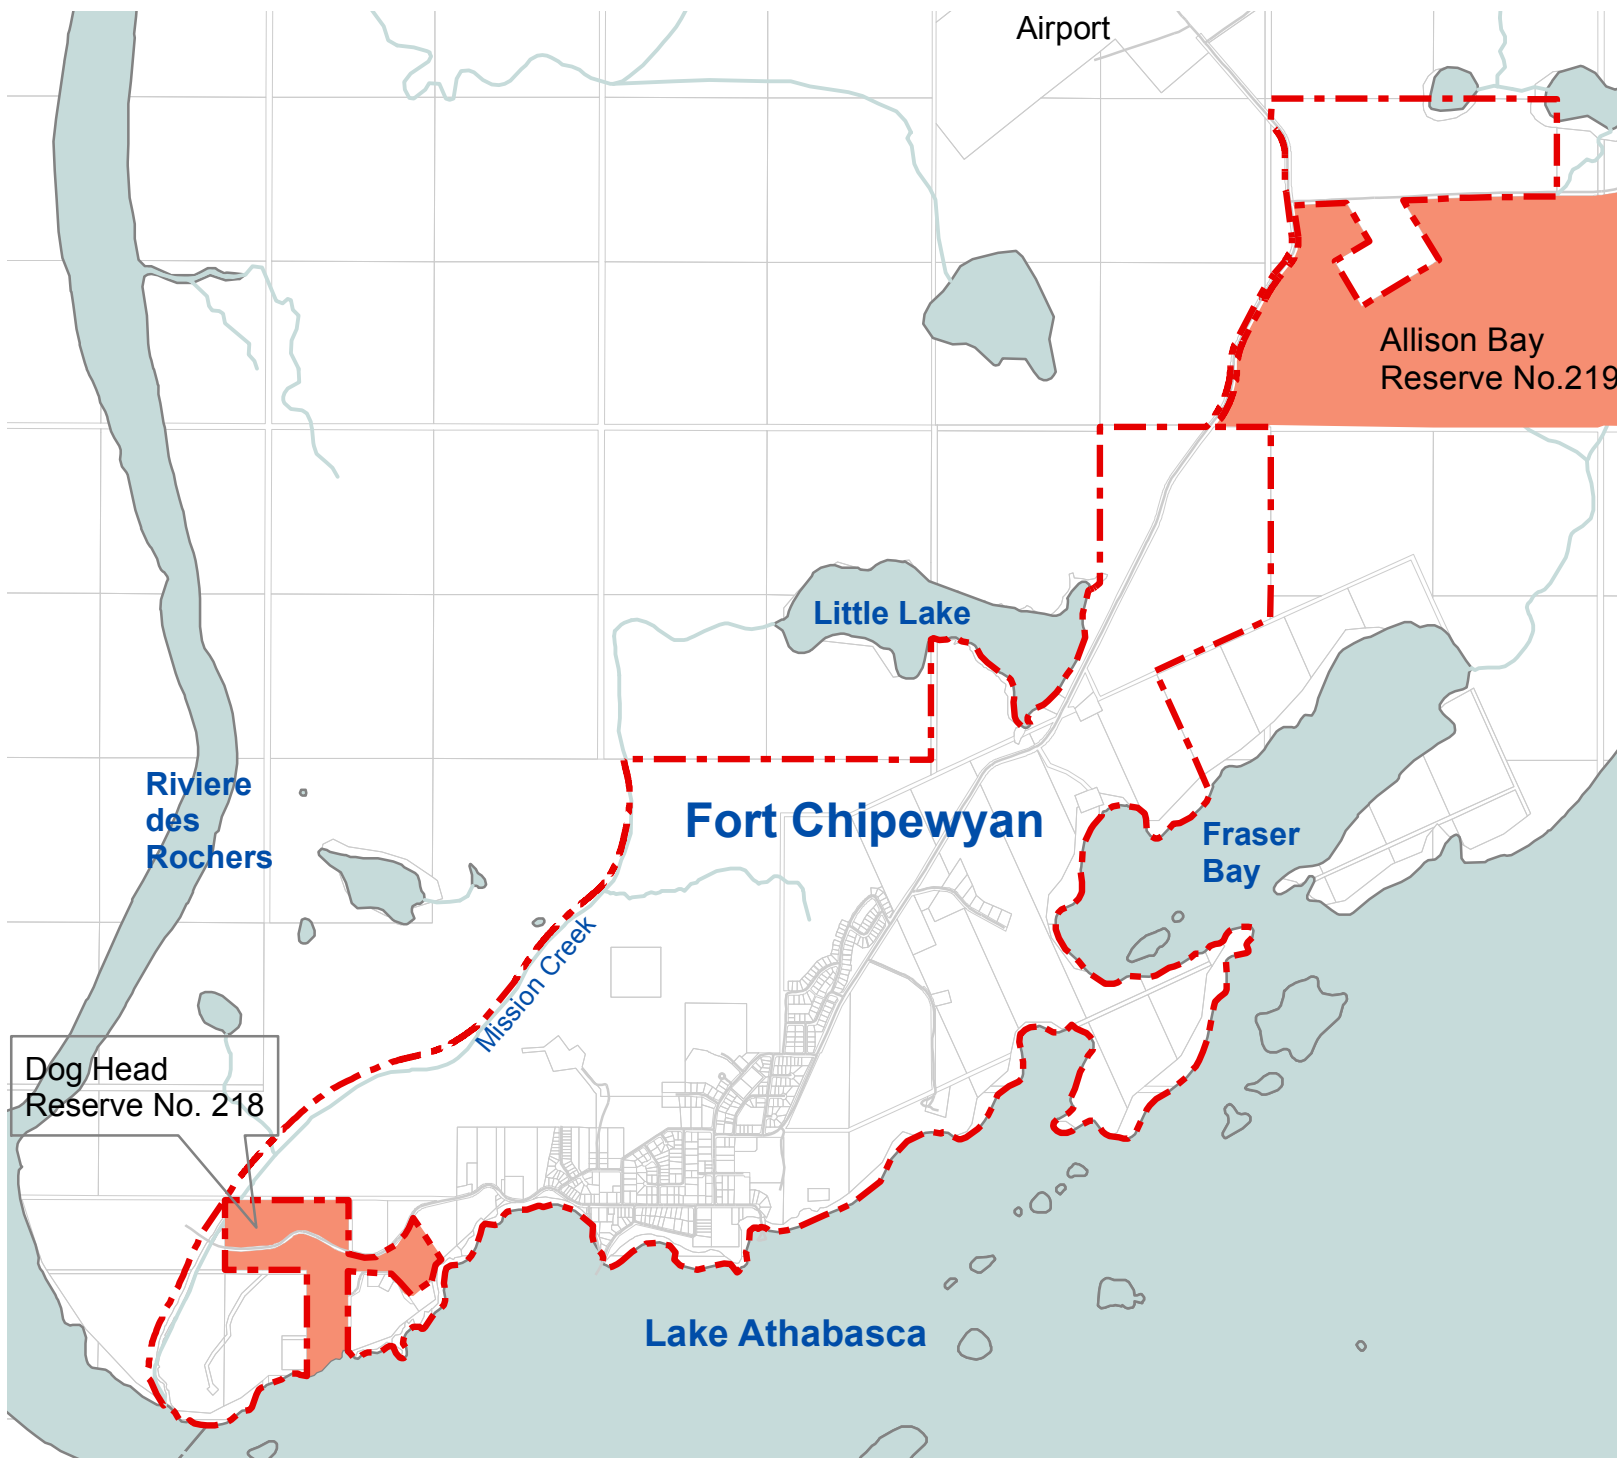 Airport
Allison Bay
Reserve No.219
Little Lake
Riviere
des
Rochers
Fort Chipewyan
Fraser
Bay
Mission Creek
Dog Head
Reserve No. 218
Lake Athabasca